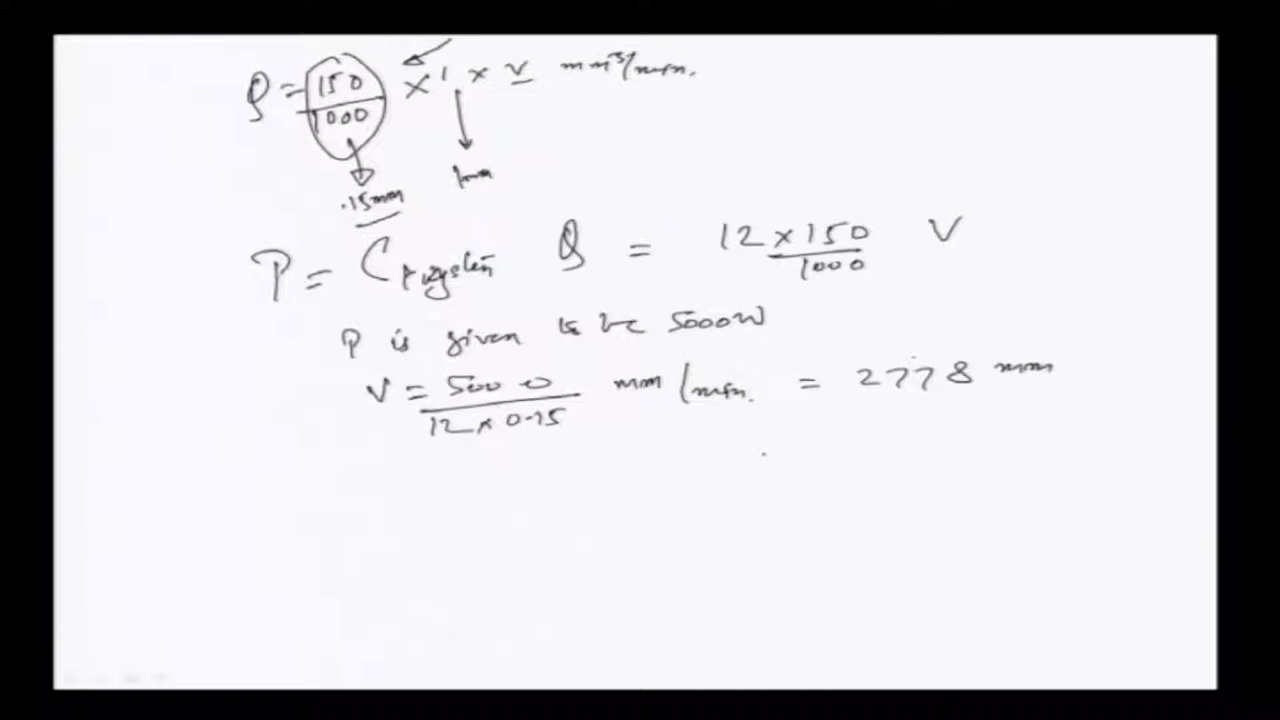 Q = 150/1000 × 1 × V mm³/min.
.15mm 1mm
P = C Tungsten Q = 12 × 150/1000 V
P is given to be 5000W
V = 5000/12 × 0.15 mm/min. = 2778 mm